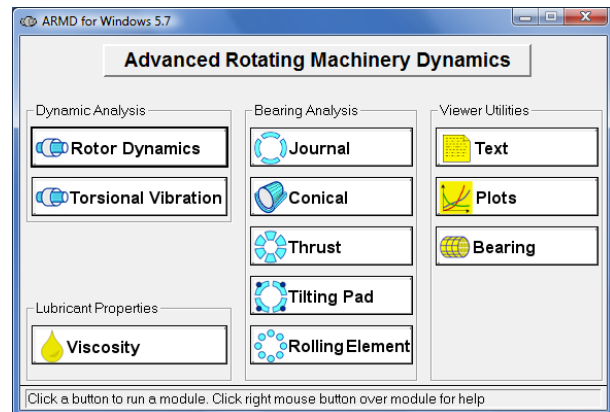 ARMD for Windows 5.7
Advanced Rotating Machinery Dynamics
Dynamic Analysis
Rotor Dynamics
Torsional Vibration
Lubricant Properties
Viscosity
Bearing Analysis
Journal
Conical
Thrust
Tilting Pad
Rolling Element
Viewer Utilities
Text
Plots
Bearing
Click a button to run a module. Click right mouse button over module for help